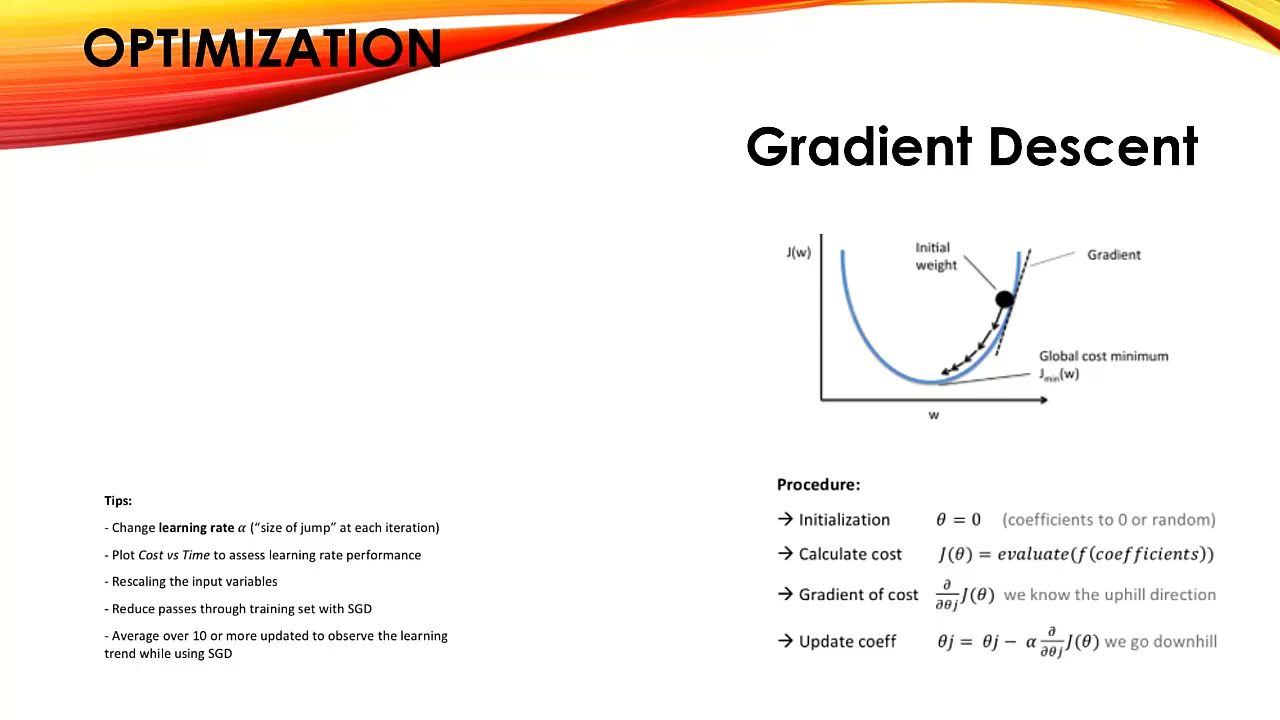 OPTIMIZATION
Gradient Descent
J(w)
Initial
weight
Gradient
Global cost minimum
Jmin(w)
w
Tips:
- Change learning rate α (“size of jump” at each iteration)
- Plot Cost vs Time to assess learning rate performance
- Rescaling the input variables
- Reduce passes through training set with SGD
- Average over 10 or more updated to observe the learning
trend while using SGD
Procedure:
→ Initialization θ = 0 (coefficients to 0 or random)
→ Calculate cost J(θ) = evaluate(f(coefficients))
→ Gradient of cost ∂/∂θj J(θ) we know the uphill direction
→ Update coeff θj = θj − α ∂/∂θj J(θ) we go downhill